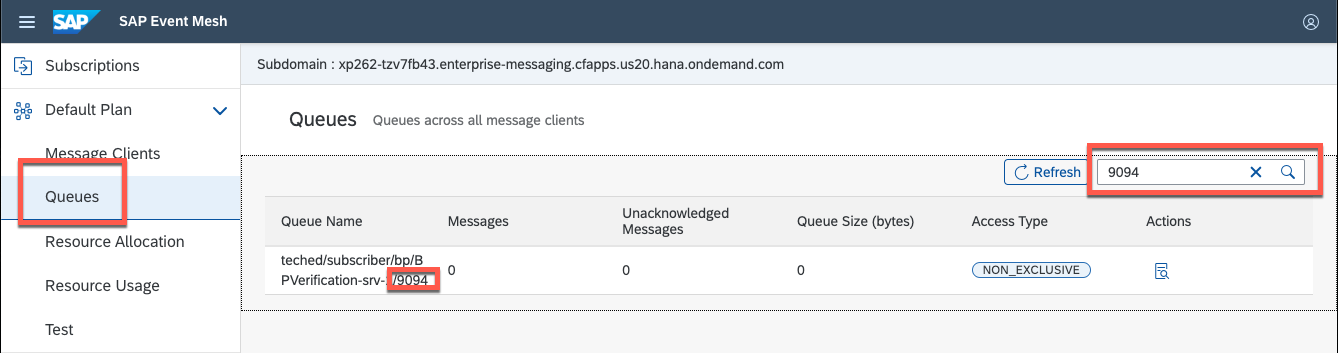 SAP SAP Event Mesh
Subscriptions
Subdomain : xp262-tzv7fb43.enterprise-messaging.cfapps.us20.hana.ondemand.com
Default Plan
Queues Queues across all message clients
Message Clients
Refresh 9094
Queues
Queue Name Messages Unacknowledged Messages Queue Size (bytes) Access Type Actions
Resource Allocation
teched/subscriber/bp/B
PVerification-srv- /9094 0 0 0 NON_EXCLUSIVE
Resource Usage
Test